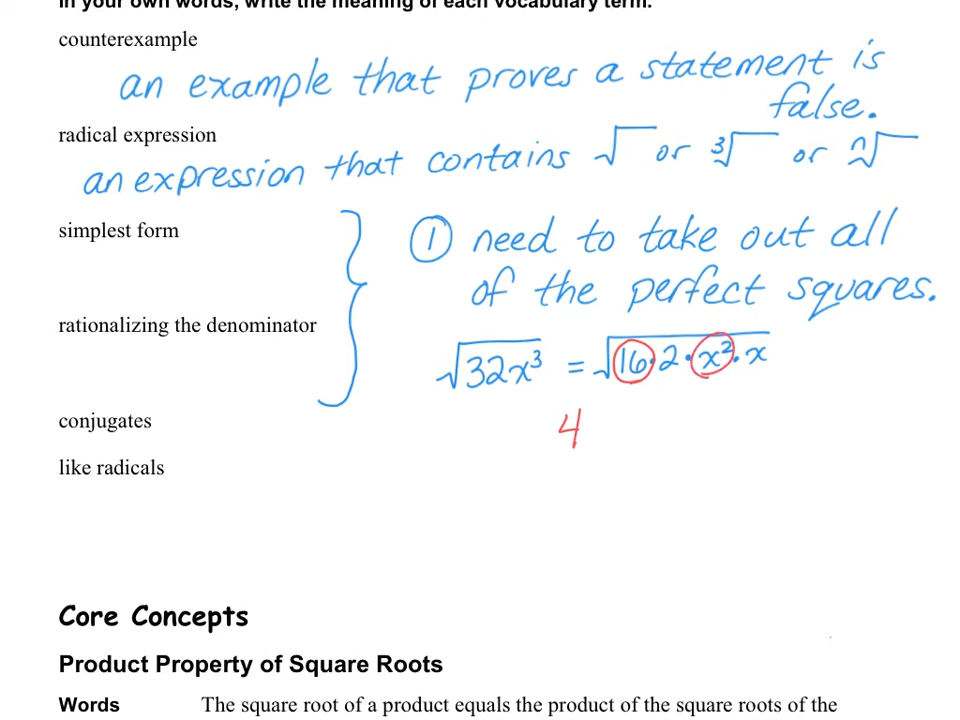 In your own words, write the meaning of each vocabulary term.
counterexample
an example that proves a statement is
false.
radical expression
an expression that contains √ or ∛ or ⁿ√
simplest form
① need to take out all
of the perfect squares.
rationalizing the denominator
√32x³ = √16·2·x²·x
4
conjugates
like radicals
Core Concepts
Product Property of Square Roots
Words The square root of a product equals the product of the square roots of the